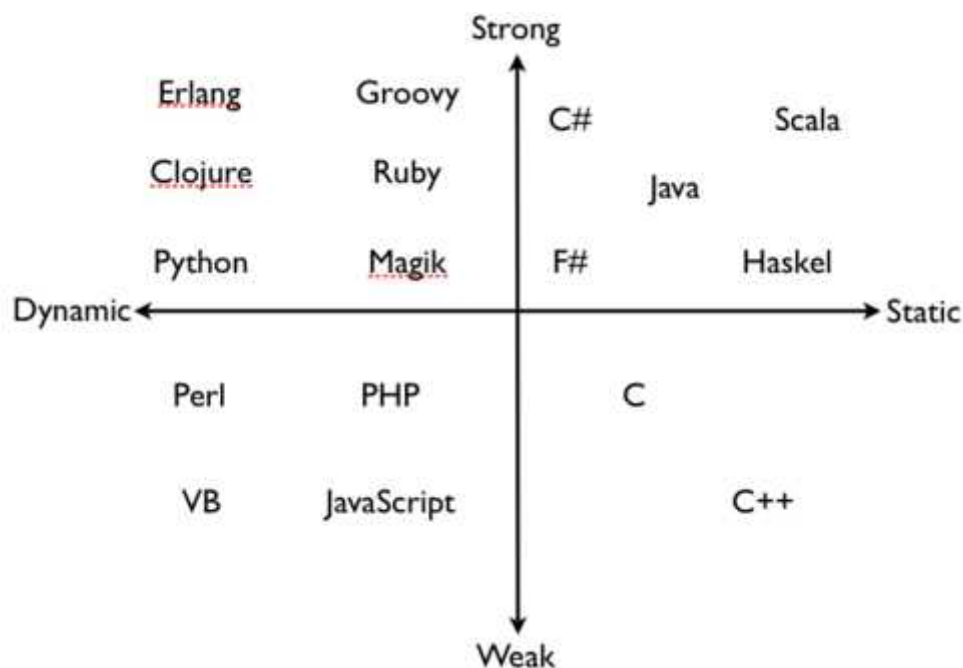 Strong
Erlang Groovy
C# Scala
Clojure Ruby
Java
Python Magik F# Haskel
Dynamic Static
Perl PHP C
VB JavaScript C++
Weak